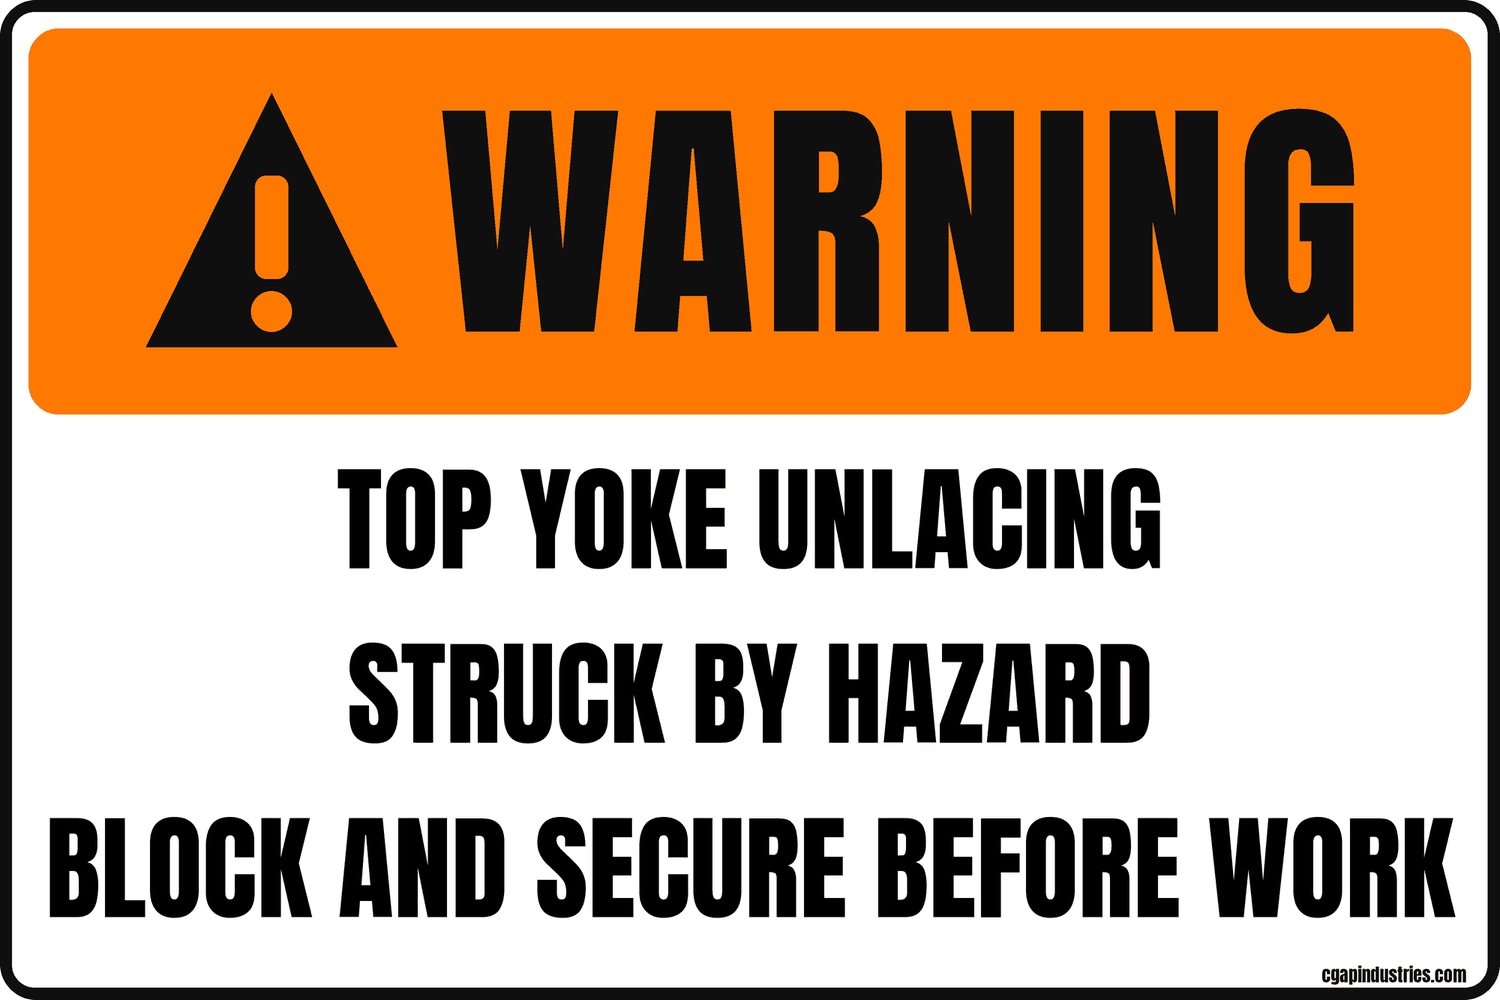 WARNING
TOP YOKE UNLACING
STRUCK BY HAZARD
BLOCK AND SECURE BEFORE WORK
cgapindustries.com